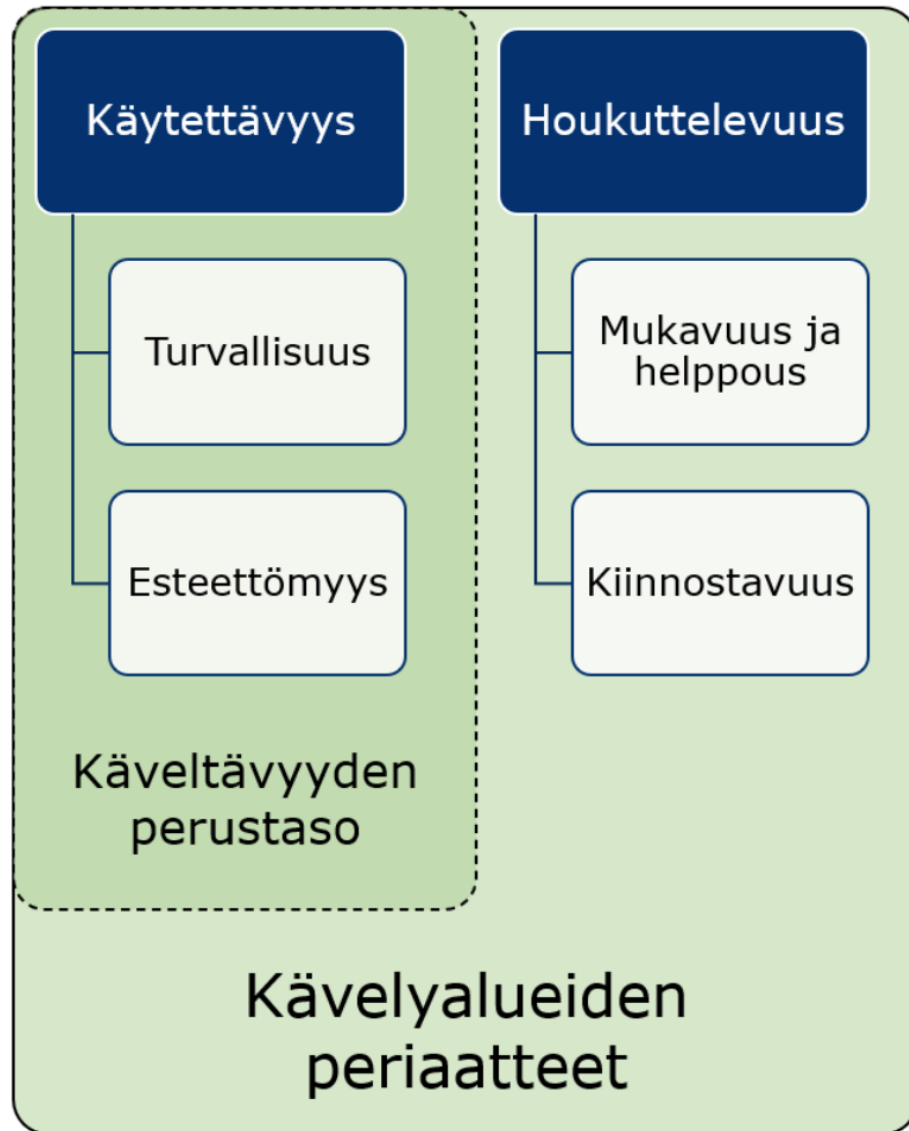 Käytettävyys
Turvallisuus
Esteettömyys
Käveltävyyden
perustaso
Houkuttelevuus
Mukavuus ja
helppous
Kiinnostavuus
Kävelyalueiden
periaatteet